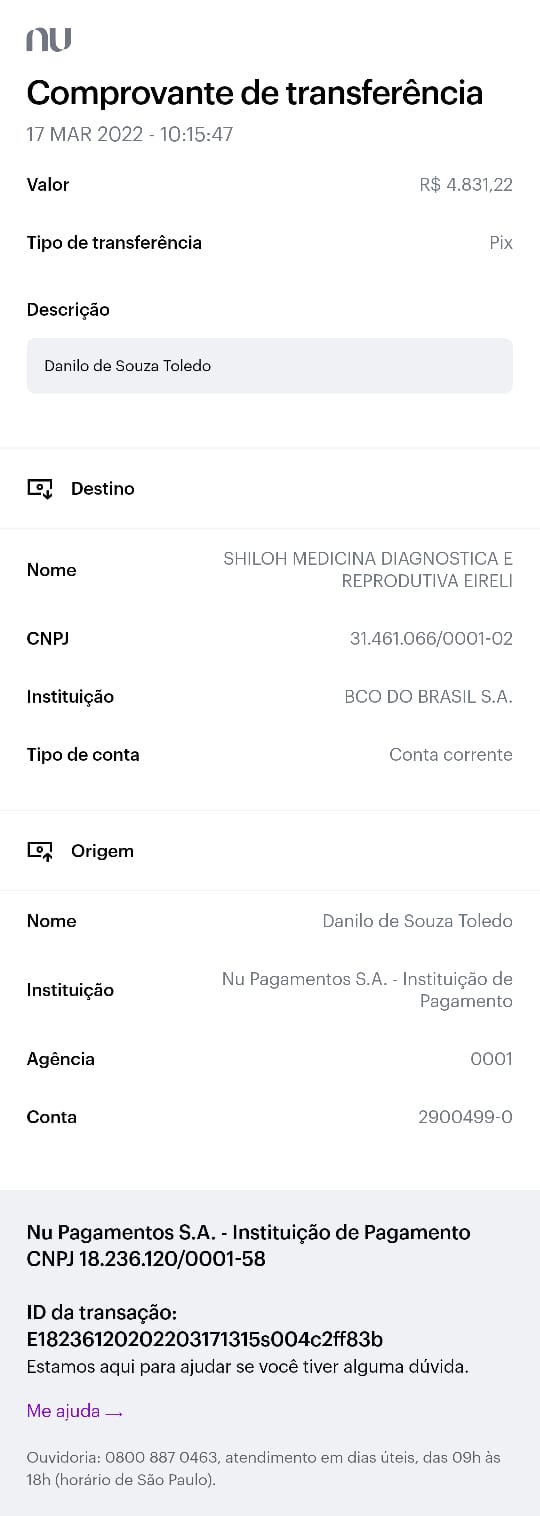 nu
Comprovante de transferência
17 MAR 2022 - 10:15:47
Valor R$ 4.831,22
Tipo de transferência Pix
Descrição
Danilo de Souza Toledo
Destino
Nome SHILOH MEDICINA DIAGNOSTICA E
REPRODUTIVA EIRELI
CNPJ 31.461.066/0001-02
Instituição BCO DO BRASIL S.A.
Tipo de conta Conta corrente
Origem
Nome Danilo de Souza Toledo
Instituição Nu Pagamentos S.A. - Instituição de
Pagamento
Agência 0001
Conta 2900499-0
Nu Pagamentos S.A. - Instituição de Pagamento
CNPJ 18.236.120/0001-58
ID da transação:
E18236120202203171315s004c2ff83b
Estamos aqui para ajudar se você tiver alguma dúvida.
Me ajuda →
Ouvidoria: 0800 887 0463, atendimento em dias úteis, das 09h às
18h (horário de São Paulo).